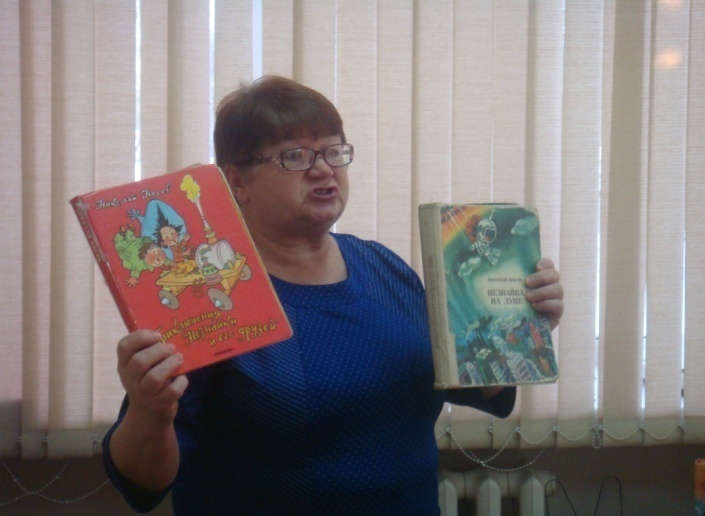 Николай Носов
Приключения
Незнайки
и его друзей
НИКОЛАЙ НОСОВ
НЕЗНАЙКА
НА ЛУНЕ